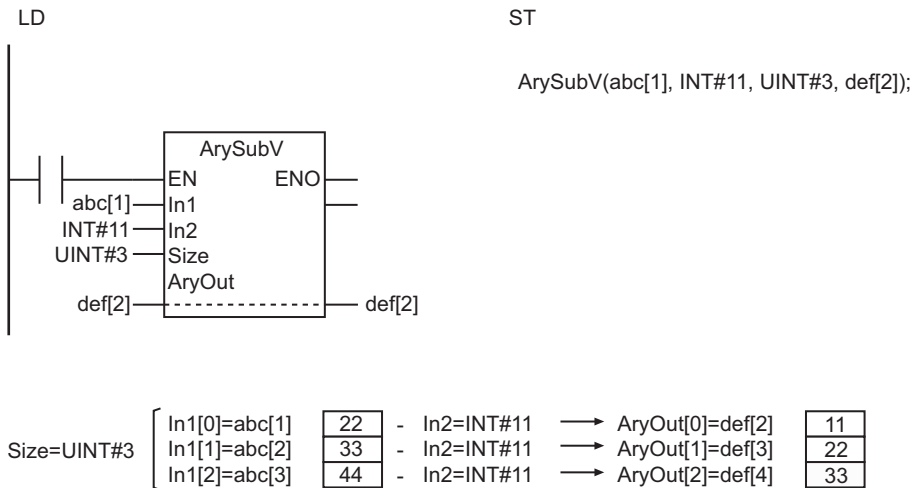 LD
ST
ArySubV(abc[1], INT#11, UINT#3, def[2]);
ArySubV
EN ENO
abc[1] In1
INT#11 In2
UINT#3 Size
AryOut
def[2] def[2]
In1[0]=abc[1] 22 - In2=INT#11 → AryOut[0]=def[2] 11
Size=UINT#3 In1[1]=abc[2] 33 - In2=INT#11 → AryOut[1]=def[3] 22
In1[2]=abc[3] 44 - In2=INT#11 → AryOut[2]=def[4] 33